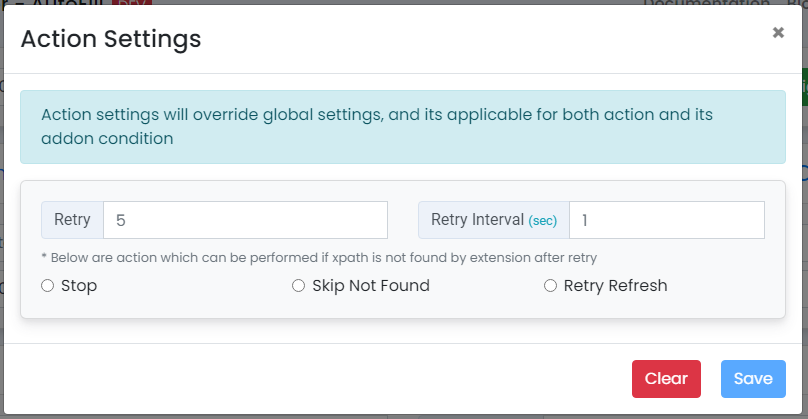 DEV
Documentation
Action Settings
×
Action settings will override global settings, and its applicable for both action and its
addon condition
Retry 5 Retry Interval (sec) 1
* Below are action which can be performed if xpath is not found by extension after retry
Stop Skip Not Found Retry Refresh
Clear Save